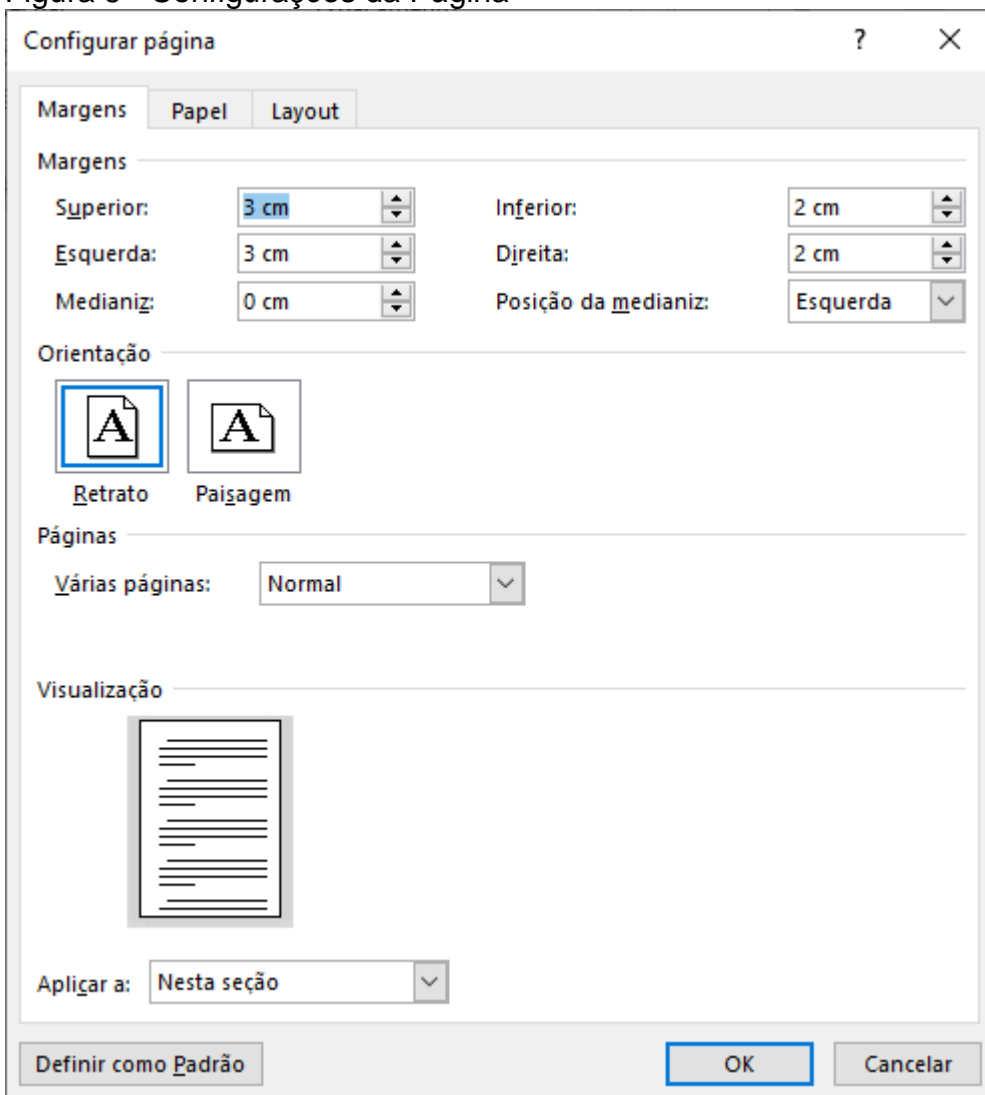 Configurar página ?
Margens Papel Layout
Margens
Superior: 3 cm Inferior: 2 cm
Esquerda: 3 cm Direita: 2 cm
Medianiz: 0 cm Posição da medianiz: Esquerda
Orientação
A A
Retrato Paisagem
Páginas
Várias páginas: Normal
Visualização
Aplicar a: Nesta seção
Definir como Padrão OK Cancelar